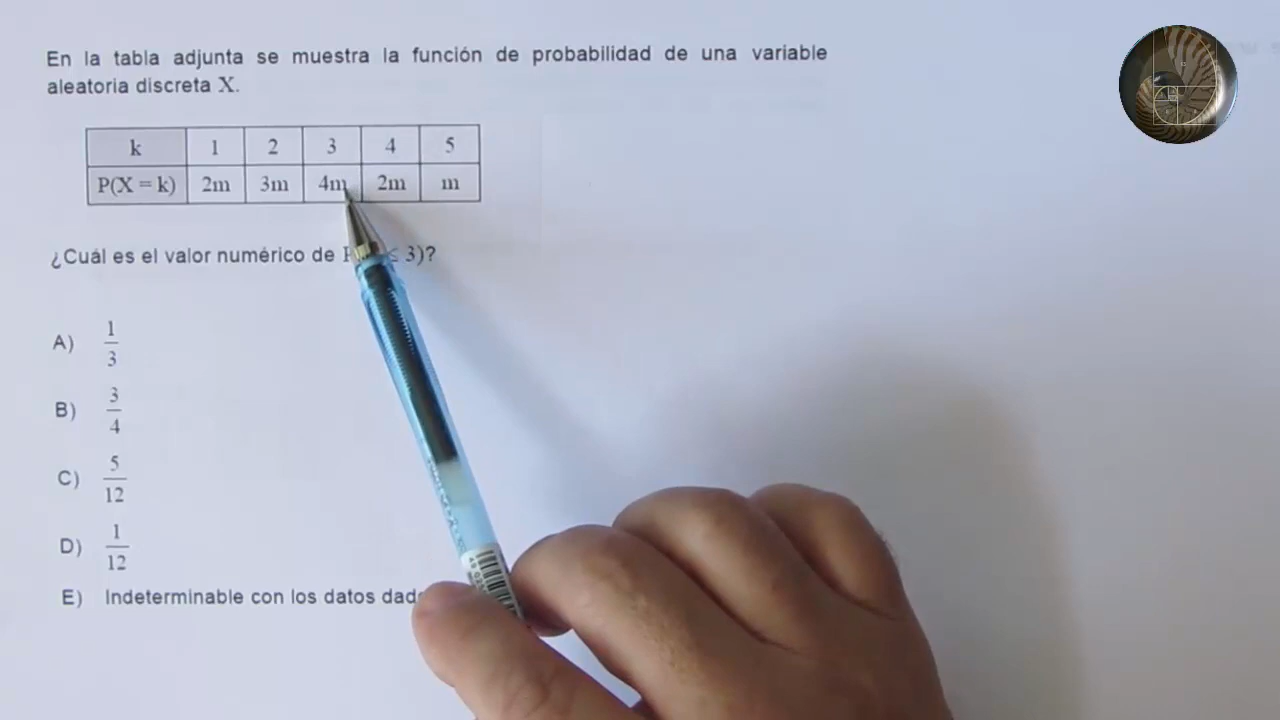 En la tabla adjunta se muestra la función de probabilidad de una variable
aleatoria discreta X.
k 1 2 3 4 5
P(X = k) 2m 3m 4m 2m m
¿Cuál es el valor numérico de ≤ 3)?
A) 1/3
B) 3/4
C) 5/12
D) 1/12
E) Indeterminable con los datos